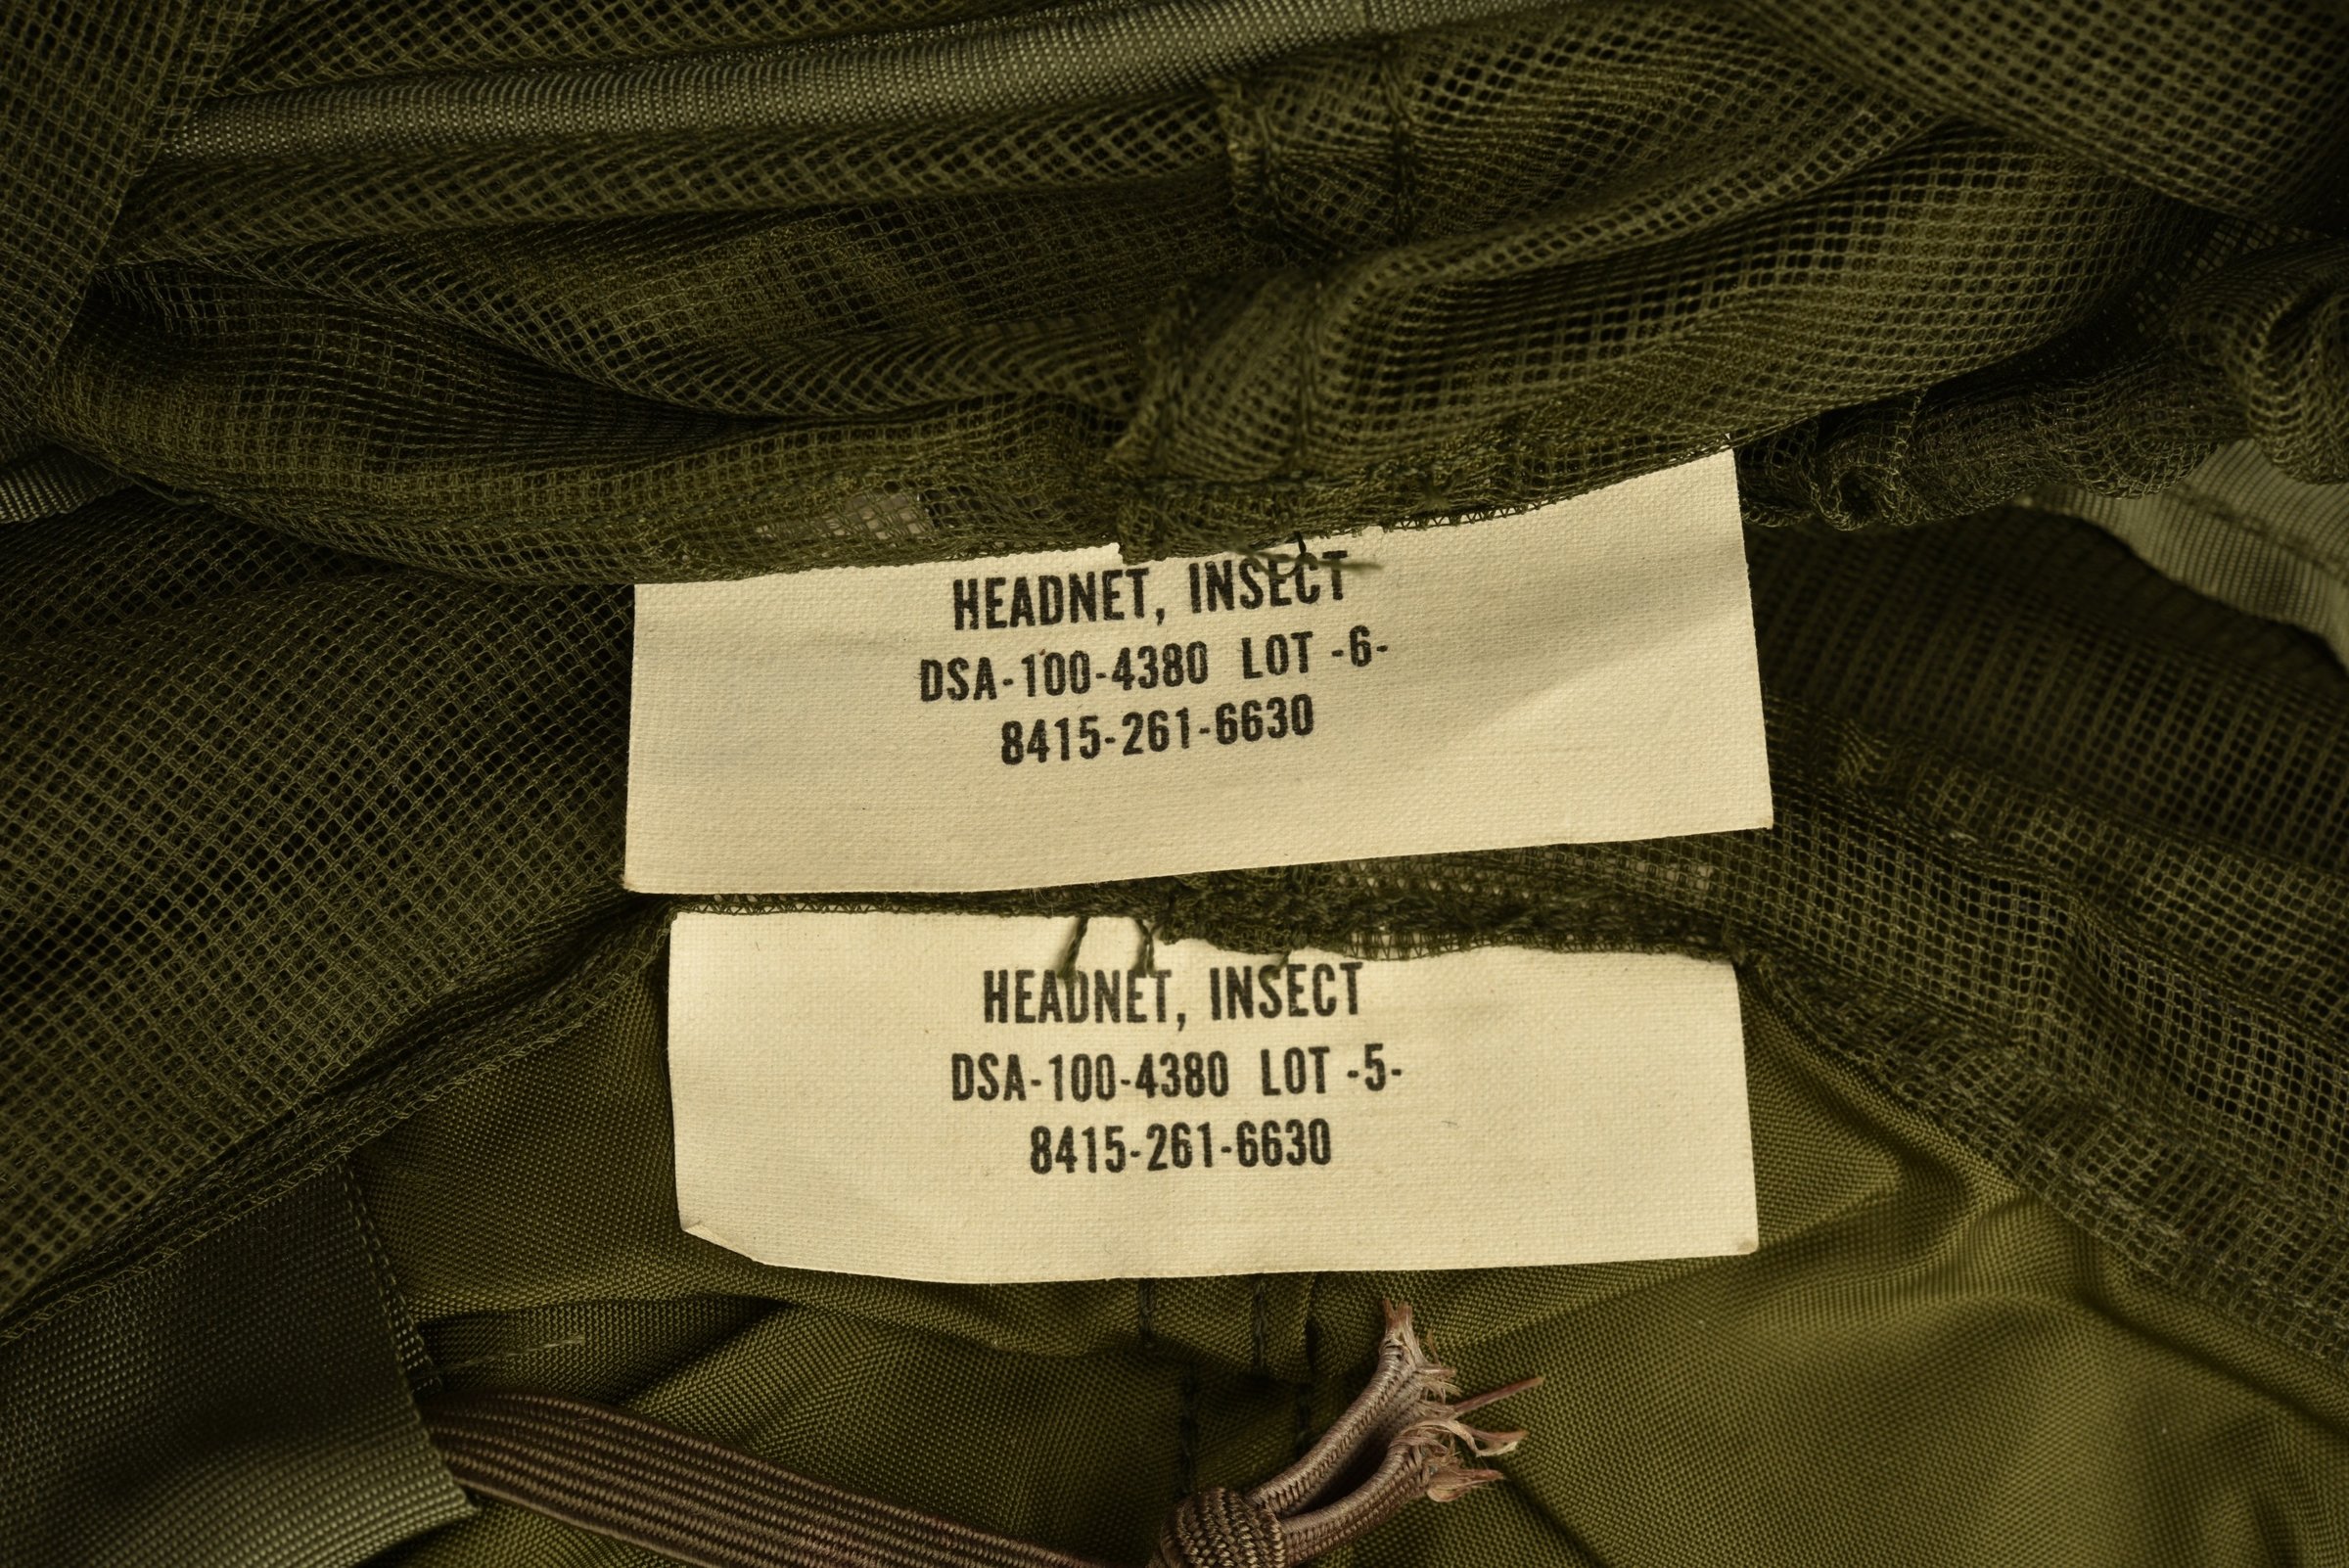 HEADNET, INSECT
DSA-100-4380 LOT -6-
8415-261-6630
HEADNET, INSECT
DSA-100-4380 LOT -5-
8415-261-6630